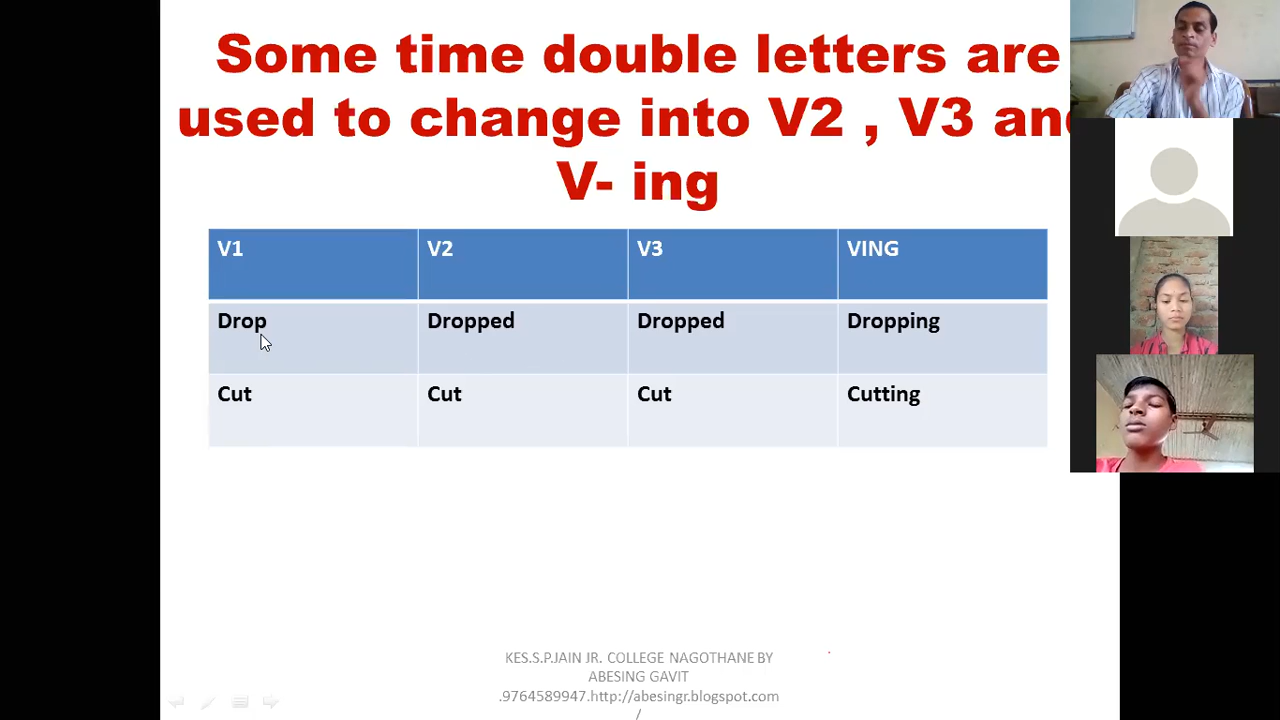 Some time double letters are
used to change into V2 , V3 and
V- ing
V1 V2 V3 VING
Drop Dropped Dropped Dropping
Cut Cut Cut Cutting
KES.S.P.JAIN JR. COLLEGE NAGOTHANE BY
ABESING GAVIT
.9764589947.http://abesingr.blogspot.com
/